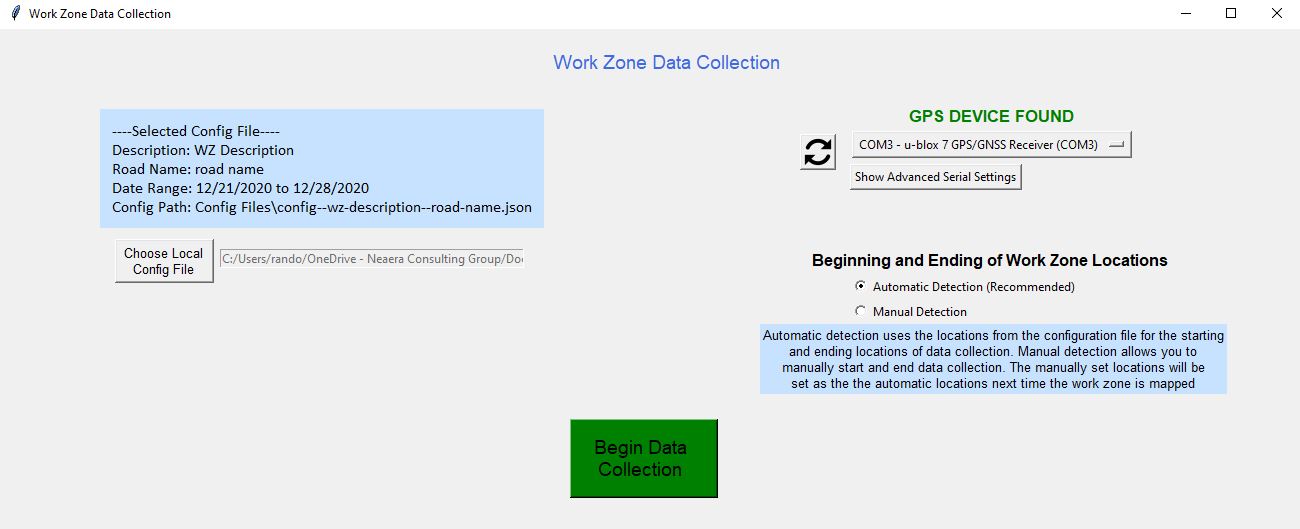 Work Zone Data Collection
Work Zone Data Collection
----Selected Config File----
Description: WZ Description
Road Name: road name
Date Range: 12/21/2020 to 12/28/2020
Config Path: Config Files\config--wz-description--road-name.json
Choose Local
Config File
C:/Users/rando/OneDrive - Neaera Consulting Group/Do
GPS DEVICE FOUND
COM3 - u-blox 7 GPS/GNSS Receiver (COM3)
Show Advanced Serial Settings
Beginning and Ending of Work Zone Locations
Automatic Detection (Recommended)
Manual Detection
Automatic detection uses the locations from the configuration file for the starting
and ending locations of data collection. Manual detection allows you to
manually start and end data collection. The manually set locations will be
set as the the automatic locations next time the work zone is mapped
Begin Data
Collection